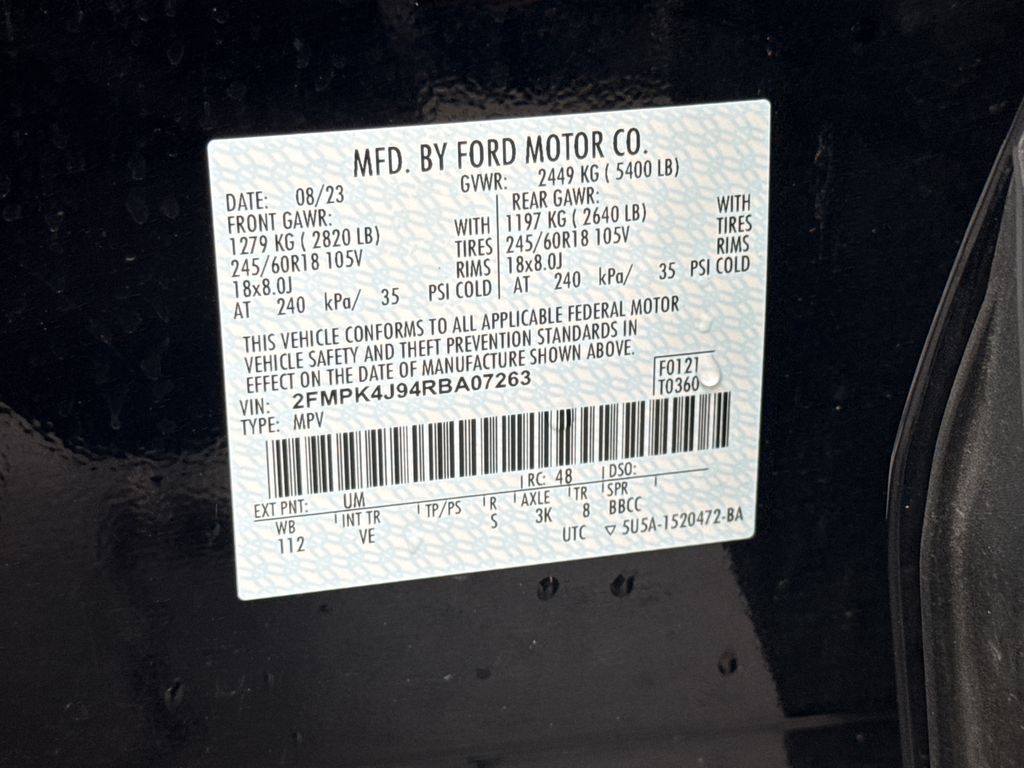 MFD. BY FORD MOTOR CO.
DATE: 08/23 GVWR: 2449 KG ( 5400 LB)
FRONT GAWR: REAR GAWR:
1279 KG ( 2820 LB) WITH 1197 KG ( 2640 LB) WITH
245/60R18 105V TIRES 245/60R18 105V TIRES
18x8.0J RIMS 18x8.0J RIMS
AT 240 kPa/ 35 PSI COLD AT 240 kPa/ 35 PSI COLD
THIS VEHICLE CONFORMS TO ALL APPLICABLE FEDERAL MOTOR
VEHICLE SAFETY AND THEFT PREVENTION STANDARDS IN
EFFECT ON THE DATE OF MANUFACTURE SHOWN ABOVE.
VIN: 2FMPK4J94RBA07263 F0121
TYPE: MPV T0360
EXT PNT: UM RC: 48 DSO:
WB INT TR TP/PS R AXLE TR SPR
112 VE S 3K 8 BBCC
UTC ▽ 5U5A-1520472-BA